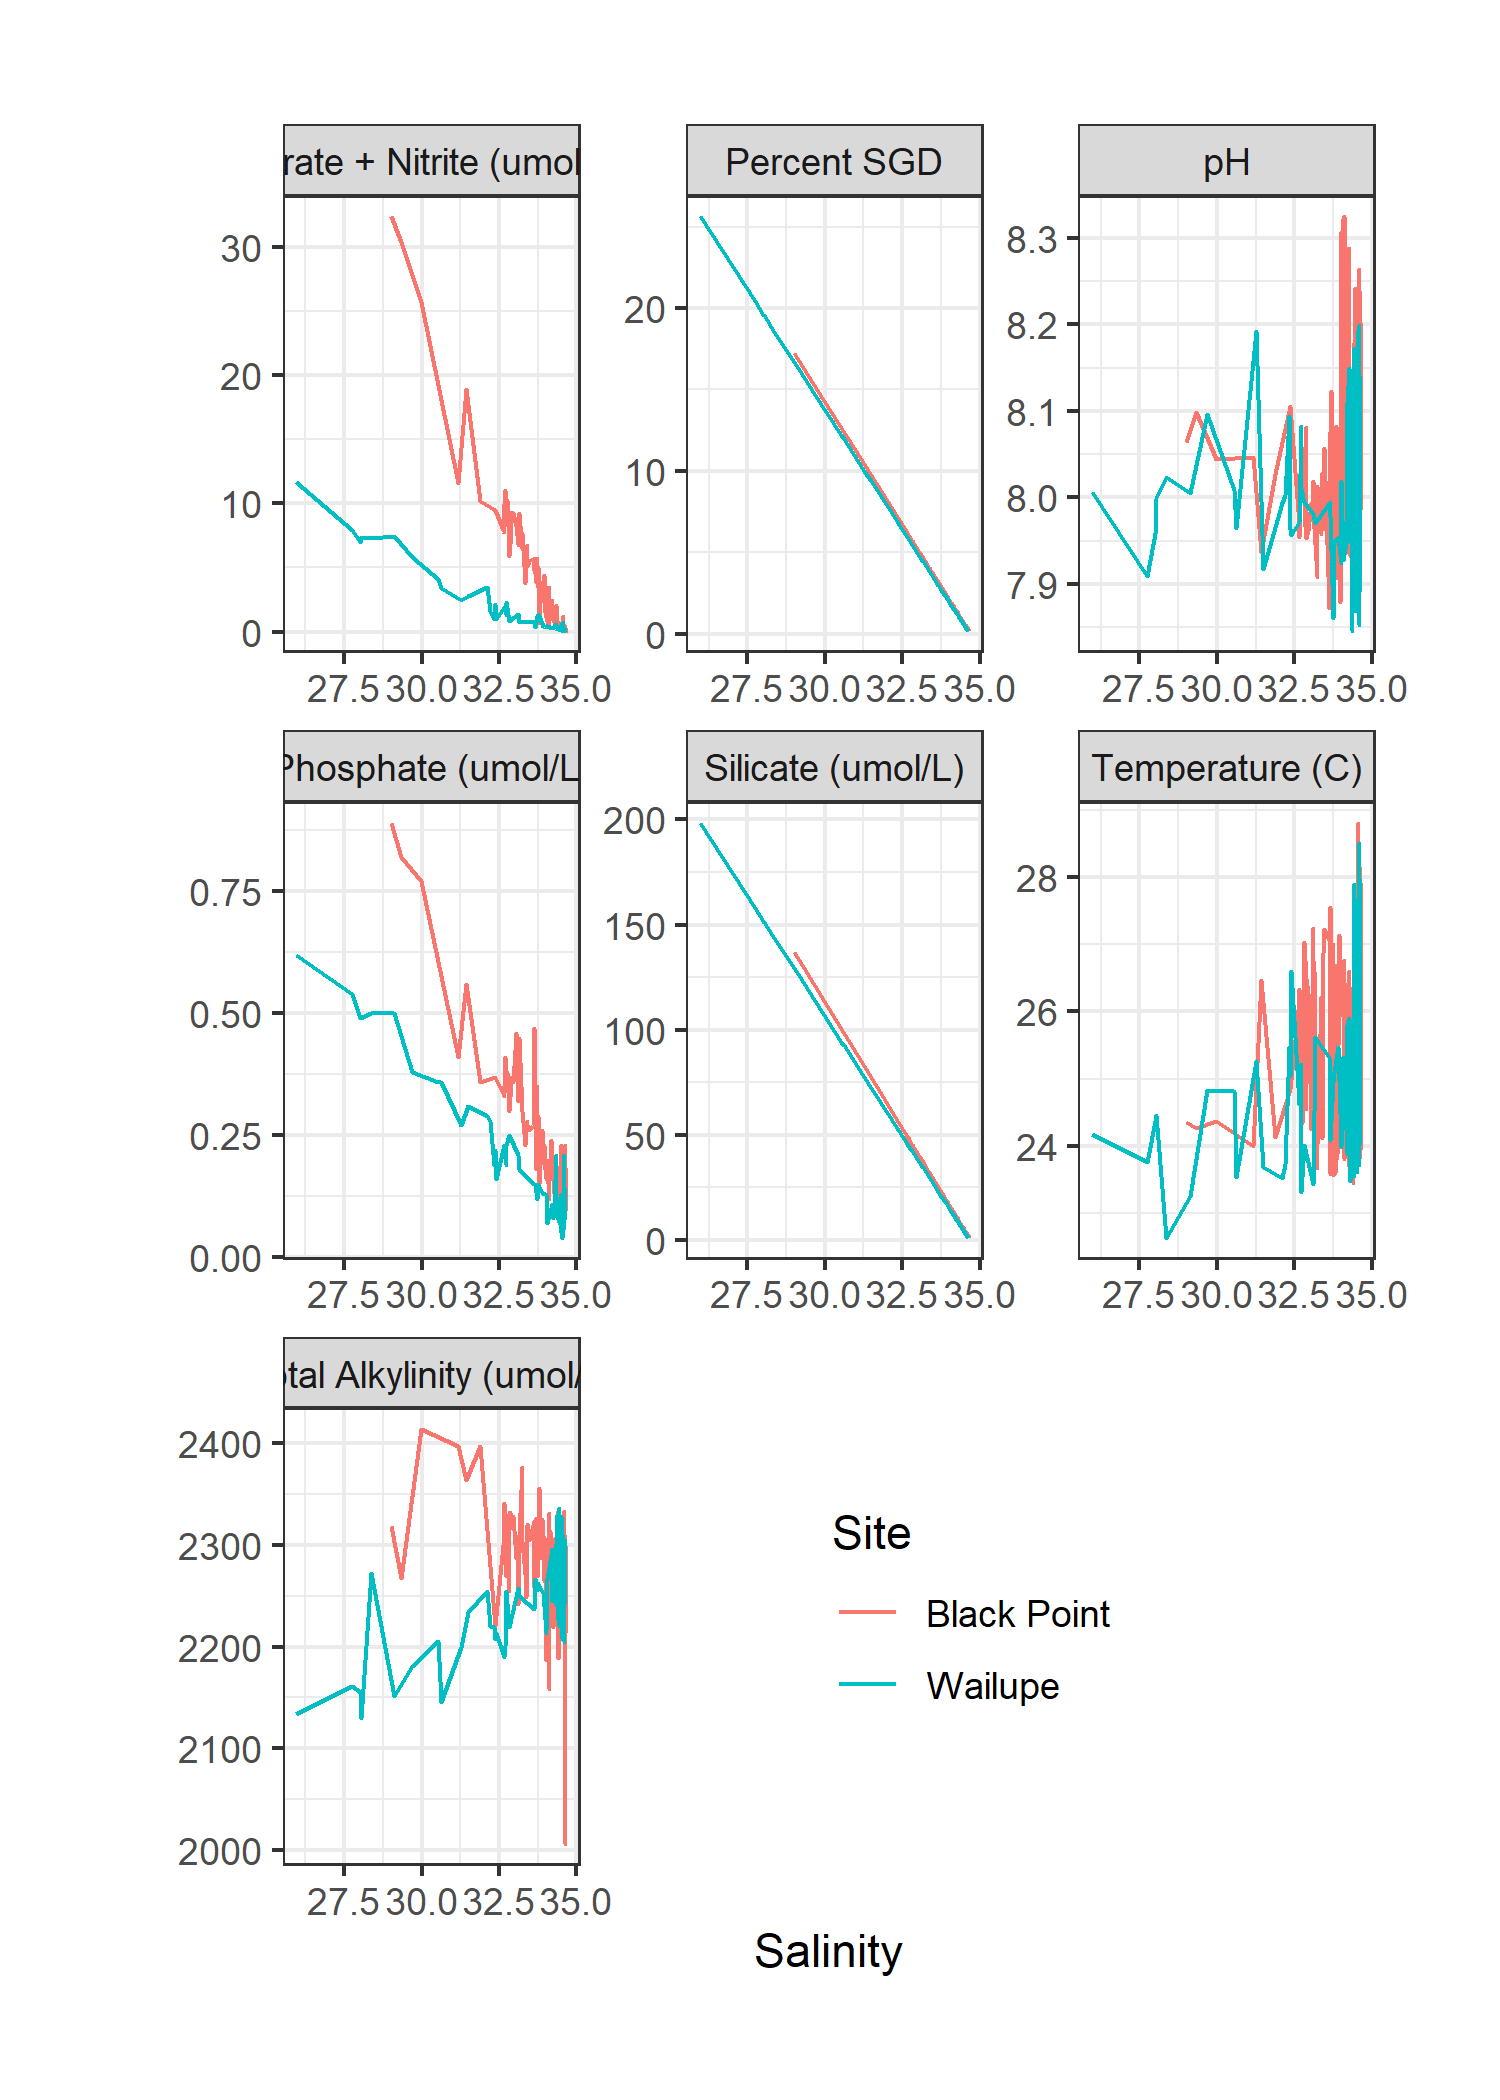 rate + Nitrite (umol
Percent SGD
pH
30
20
10
0
20
10
0
8.3
8.2
8.1
8.0
7.9
27.5 30.0 32.5 35.0
27.5 30.0 32.5 35.0
27.5 30.0 32.5 35.0
Phosphate (umol/L
Silicate (umol/L)
Temperature (C)
0.75
0.50
0.25
0.00
200
150
100
50
0
28
26
24
27.5 30.0 32.5 35.0
27.5 30.0 32.5 35.0
27.5 30.0 32.5 35.0
otal Alkylinity (umol/
2400
2300
2200
2100
2000
27.5 30.0 32.5 35.0
Site
Black Point
Wailupe
Salinity